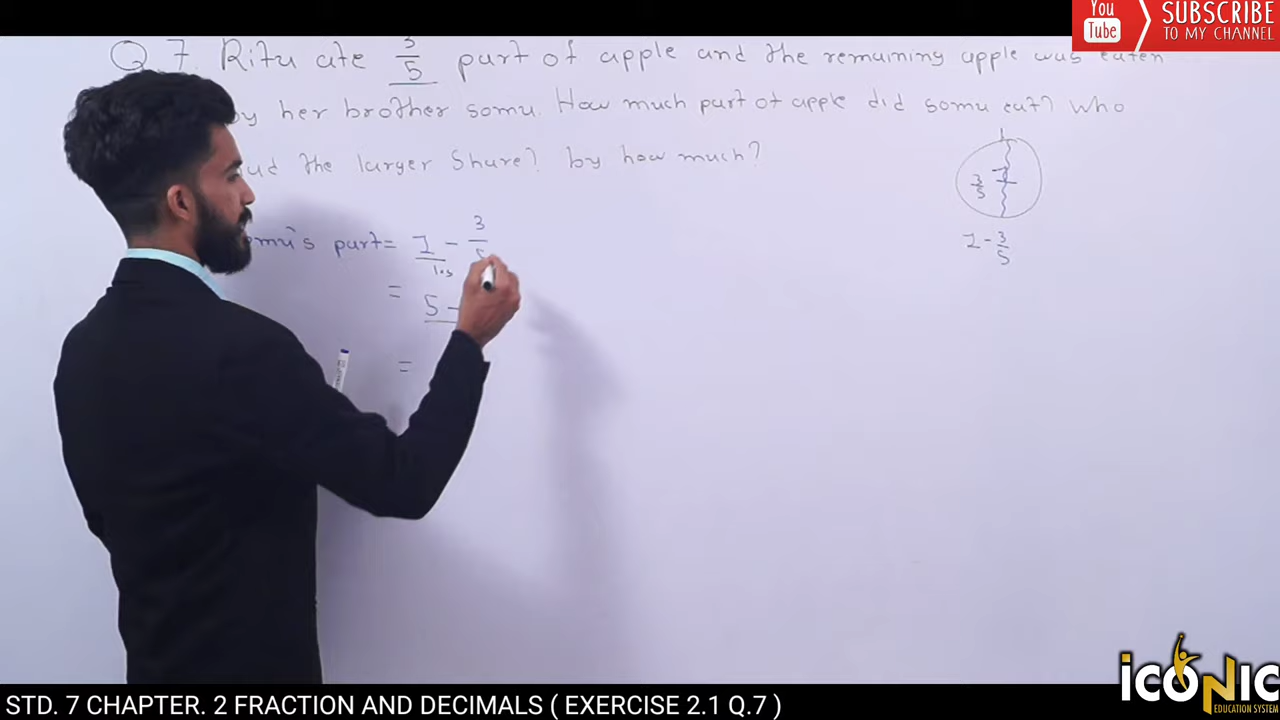 You
Tube
SUBSCRIBE
TO MY CHANNEL
Q 7. Ritu ate 3/5 part of apple and the remaining apple was eaten
by her brother somu. How much part of apple did somu eat? Who
the larger Share? by how much?
part= 1 - 3/5
= 5 -
=
3/5
1 - 3/5
ICONIC
EDUCATION SYSTEM
STD. 7 CHAPTER. 2 FRACTION AND DECIMALS ( EXERCISE 2.1 Q.7 )